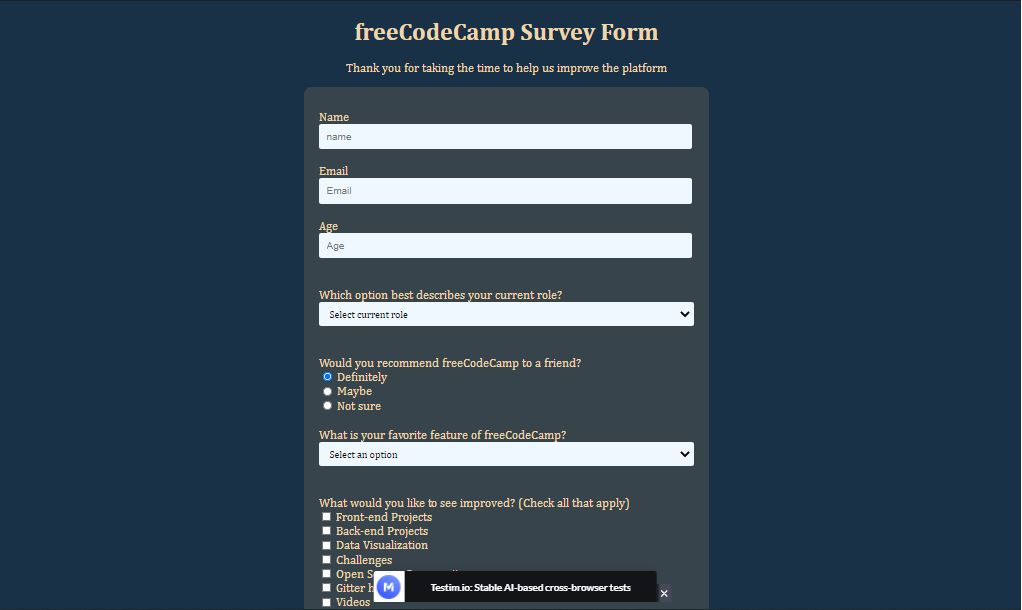 freeCodeCamp Survey Form
Thank you for taking the time to help us improve the platform
Name
name
Email
Email
Age
Age
Which option best describes your current role?
Select current role
Would you recommend freeCodeCamp to a friend?
Definitely
Maybe
Not sure
What is your favorite feature of freeCodeCamp?
Select an option
What would you like to see improved? (Check all that apply)
Front-end Projects
Back-end Projects
Data Visualization
Challenges
Open
Gitter
Videos
M
Testim.io: Stable AI-based cross-browser tests